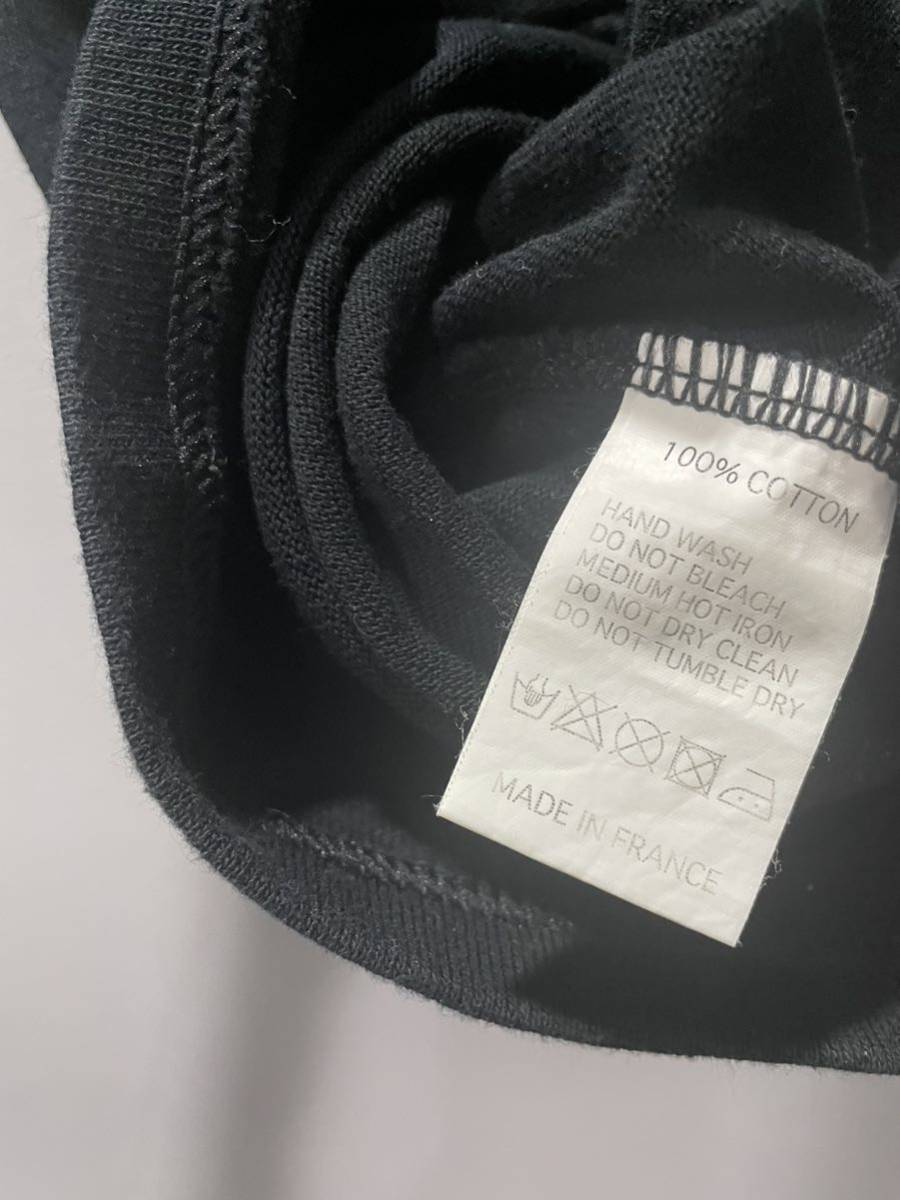 100% COTTON
HAND WASH
DO NOT BLEACH
MEDIUM HOT IRON
DO NOT DRY CLEAN
DO NOT TUMBLE DRY
MADE IN FRANCE